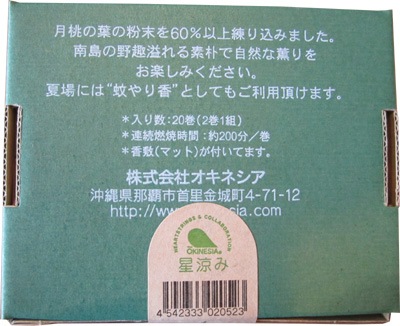 月桃の葉の粉末を60%以上練り込みました。
南島の野趣溢れる素朴で自然な薫りを
お楽しみください。
夏場には“蚊やり香”としてもご利用頂けます。
*入り数:20巻(2巻1組)
*連続燃焼時間:約200分/巻
*香敷(マット)が付いてます。
株式会社オキネシア
沖縄県那覇市首里金城町4-71-12
HEARTSTRINGS & COLLABORATION
OKINESIA
星涼み
4 542333 020523